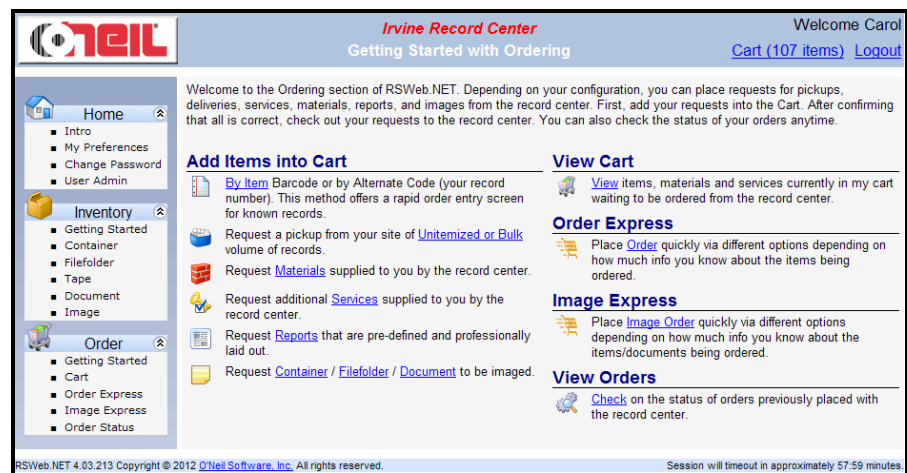 O'NEIL
Irvine Record Center
Getting Started with Ordering
Welcome Carol
Cart (107 items) Logout
Home
Intro
My Preferences
Change Password
User Admin
Inventory
Getting Started
Container
Filefolder
Tape
Document
Image
Order
Getting Started
Cart
Order Express
Image Express
Order Status
Welcome to the Ordering section of RSWeb.NET. Depending on your configuration, you can place requests for pickups,
deliveries, services, materials, reports, and images from the record center. First, add your requests into the Cart. After confirming
that all is correct, check out your requests to the record center. You can also check the status of your orders anytime.
Add Items into Cart
By Item Barcode or by Alternate Code (your record
number). This method offers a rapid order entry screen
for known records.
Request a pickup from your site of Unitemized or Bulk
volume of records.
Request Materials supplied to you by the record center.
Request additional Services supplied to you by the
record center.
Request Reports that are pre-defined and professionally
laid out.
Request Container / Filefolder / Document to be imaged.
View Cart
View items, materials and services currently in my cart
waiting to be ordered from the record center.
Order Express
Place Order quickly via different options depending on
how much info you know about the items being
ordered.
Image Express
Place Image Order quickly via different options
depending on how much info you know about the
items/documents being ordered.
View Orders
Check on the status of orders previously placed with
the record center.
RSWeb.NET 4.03.213 Copyright © 2012 O'Neil Software, Inc. All rights reserved.
Session will timeout in approximately 57:59 minutes.